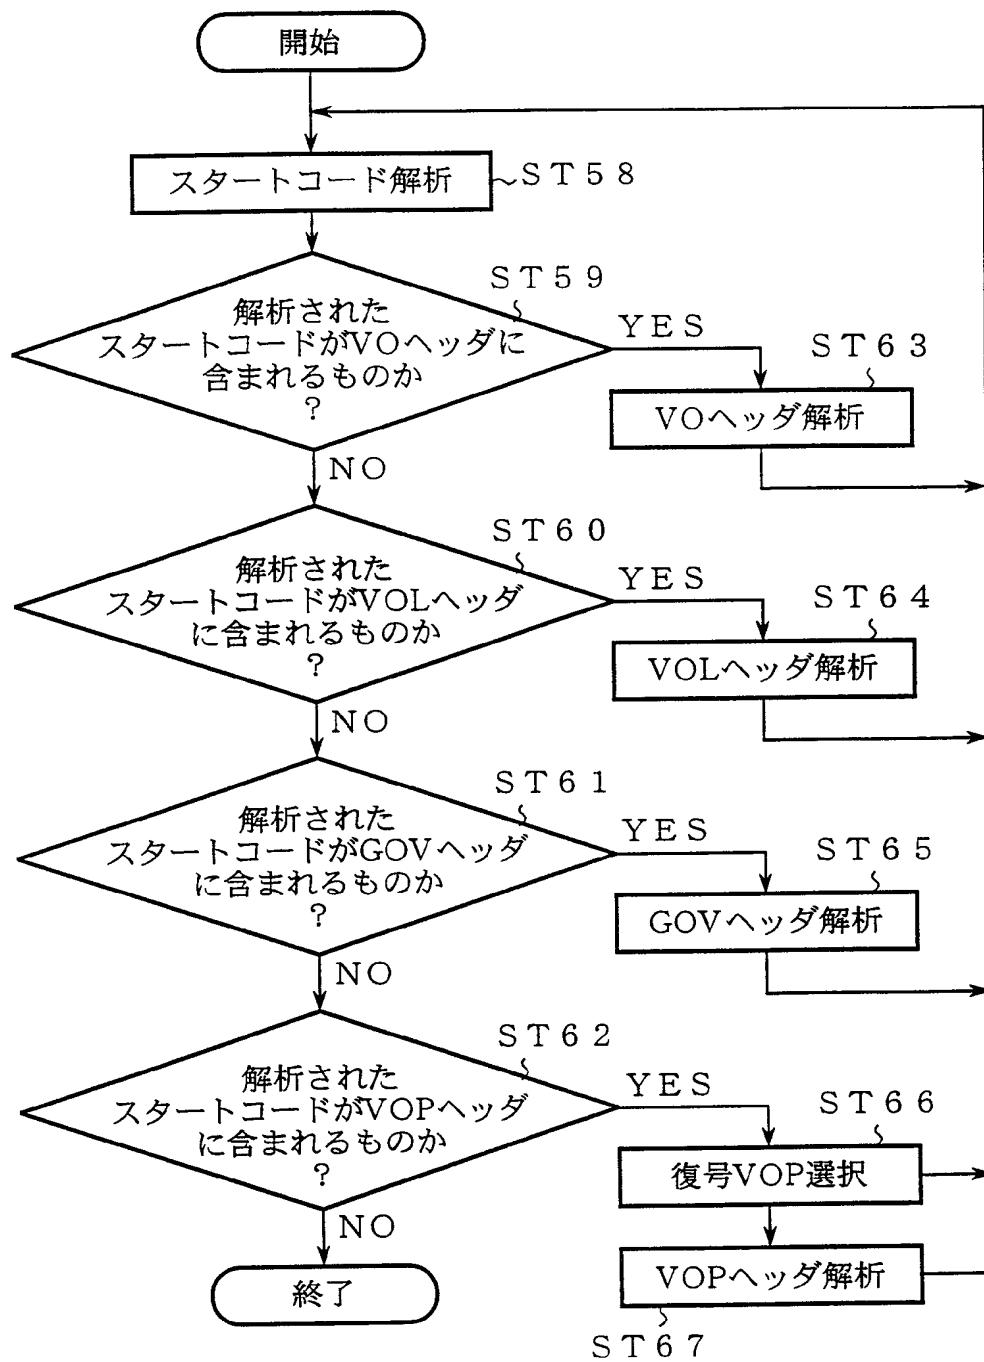 開始
スタートコード解析
ST58
ST59
解析された
スタートコードがVOヘッダに
含まれるものか
?
YES
ST63
VOヘッダ解析
NO
ST60
解析された
スタートコードがVOLヘッダ
に含まれるものか
?
YES
ST64
VOLヘッダ解析
NO
ST61
解析された
スタートコードがGOVヘッダ
に含まれるものか
?
YES
ST65
GOVヘッダ解析
NO
ST62
解析された
スタートコードがVOPヘッダ
に含まれるものか
?
YES
ST66
復号VOP選択
NO
VOPヘッダ解析
終了
ST67